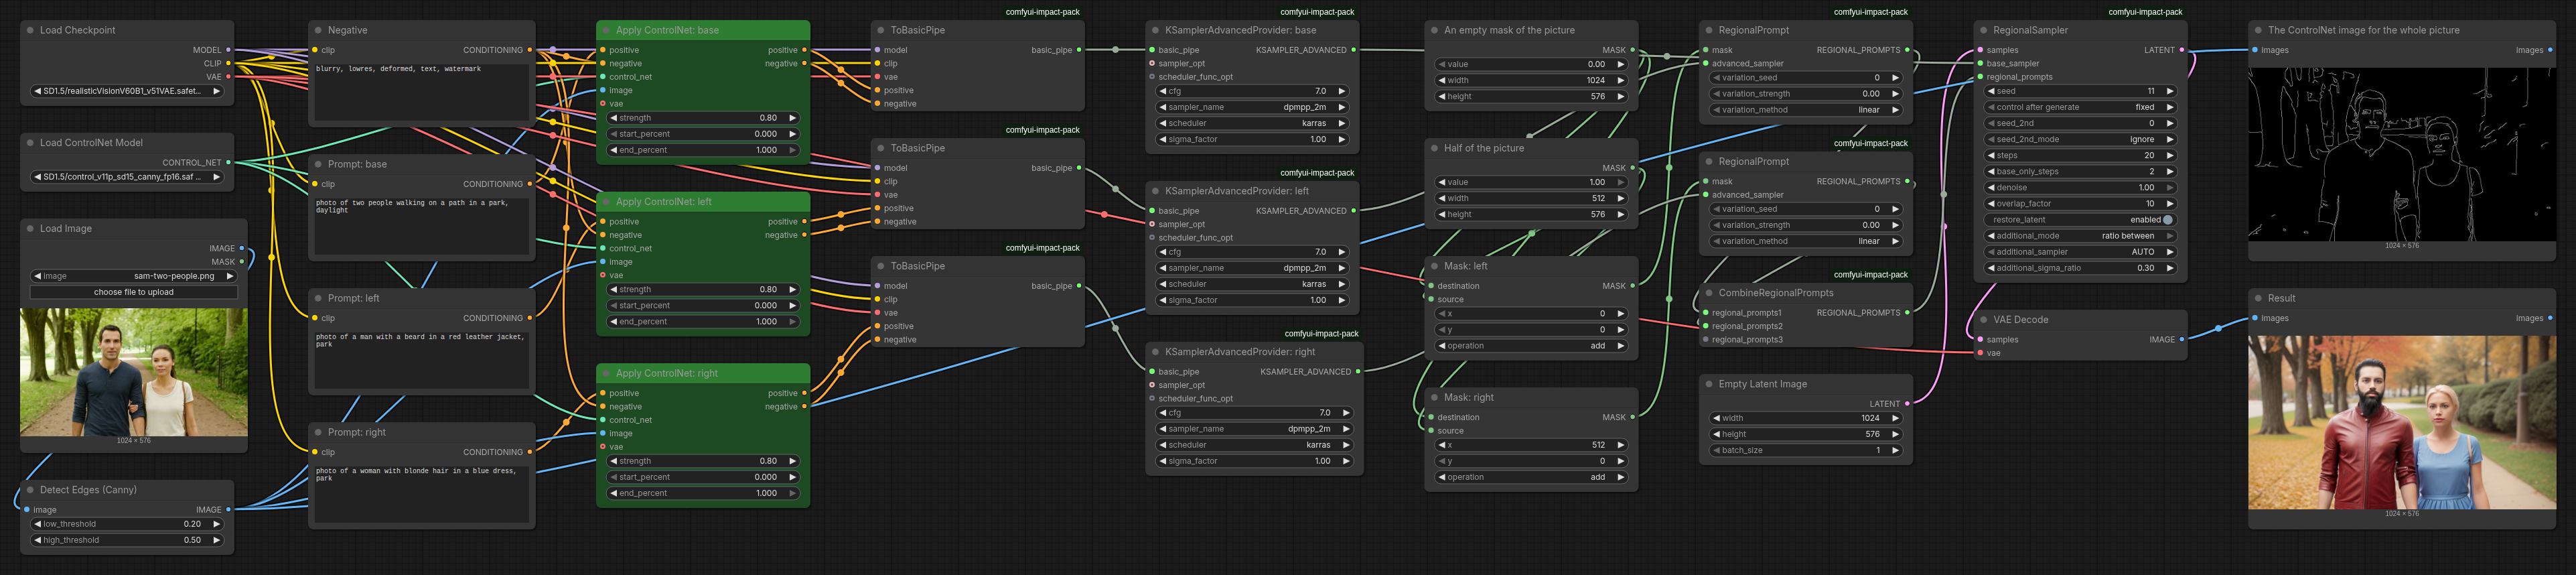 Load Checkpoint
MODEL
CLIP
VAE
SD1.5/realisticVisionV60B1_v51VAE.safet...
Load ControlNet Model
CONTROL_NET
SD1.5/control_v11p_sd15_canny_fp16.saf ...
Load Image
IMAGE
MASK
image sam-two-people.png
choose file to upload
1024 × 576
Detect Edges (Canny)
image IMAGE
low_threshold 0.20
high_threshold 0.50
Negative
clip CONDITIONING
blurry, lowres, deformed, text, watermark
Prompt: base
clip CONDITIONING
photo of two people walking on a path in a park,
daylight
Prompt: left
clip CONDITIONING
photo of a man with a beard in a red leather jacket,
park
Prompt: right
clip CONDITIONING
photo of a woman with blonde hair in a blue dress,
park
Apply ControlNet: base
positive positive
negative negative
control_net
image
vae
strength 0.80
start_percent 0.000
end_percent 1.000
Apply ControlNet: left
positive positive
negative negative
control_net
image
vae
strength 0.80
start_percent 0.000
end_percent 1.000
Apply ControlNet: right
positive positive
negative negative
control_net
image
vae
strength 0.80
start_percent 0.000
end_percent 1.000
comfyui-impact-pack
ToBasicPipe
model basic_pipe
clip
vae
positive
negative
comfyui-impact-pack
ToBasicPipe
model basic_pipe
clip
vae
positive
negative
comfyui-impact-pack
ToBasicPipe
model basic_pipe
clip
vae
positive
negative
comfyui-impact-pack
KSamplerAdvancedProvider: base
basic_pipe KSAMPLER_ADVANCED
sampler_opt
scheduler_func_opt
cfg 7.0
sampler_name dpmpp_2m
scheduler karras
sigma_factor 1.00
comfyui-impact-pack
KSamplerAdvancedProvider: left
basic_pipe KSAMPLER_ADVANCED
sampler_opt
scheduler_func_opt
cfg 7.0
sampler_name dpmpp_2m
scheduler karras
sigma_factor 1.00
comfyui-impact-pack
KSamplerAdvancedProvider: right
basic_pipe KSAMPLER_ADVANCED
sampler_opt
scheduler_func_opt
cfg 7.0
sampler_name dpmpp_2m
scheduler karras
sigma_factor 1.00
An empty mask of the picture
MASK
value 0.00
width 1024
height 576
Half of the picture
MASK
value 1.00
width 512
height 576
Mask: left
destination MASK
source
x 0
y 0
operation add
Mask: right
destination MASK
source
x 512
y 0
operation add
comfyui-impact-pack
RegionalPrompt
mask REGIONAL_PROMPTS
advanced_sampler
variation_seed 0
variation_strength 0.00
variation_method linear
comfyui-impact-pack
RegionalPrompt
mask REGIONAL_PROMPTS
advanced_sampler
variation_seed 0
variation_strength 0.00
variation_method linear
comfyui-impact-pack
CombineRegionalPrompts
regional_prompts1 REGIONAL_PROMPTS
regional_prompts2
regional_prompts3
Empty Latent Image
LATENT
width 1024
height 576
batch_size 1
comfyui-impact-pack
RegionalSampler
samples LATENT
base_sampler
regional_prompts
seed 11
control after generate fixed
seed_2nd 0
seed_2nd_mode ignore
steps 20
base_only_steps 2
denoise 1.00
overlap_factor 10
restore_latent enabled
additional_mode ratio between
additional_sampler AUTO
additional_sigma_ratio 0.30
VAE Decode
samples IMAGE
vae
The ControlNet image for the whole picture
images images
1024 × 576
Result
images images
1024 × 576